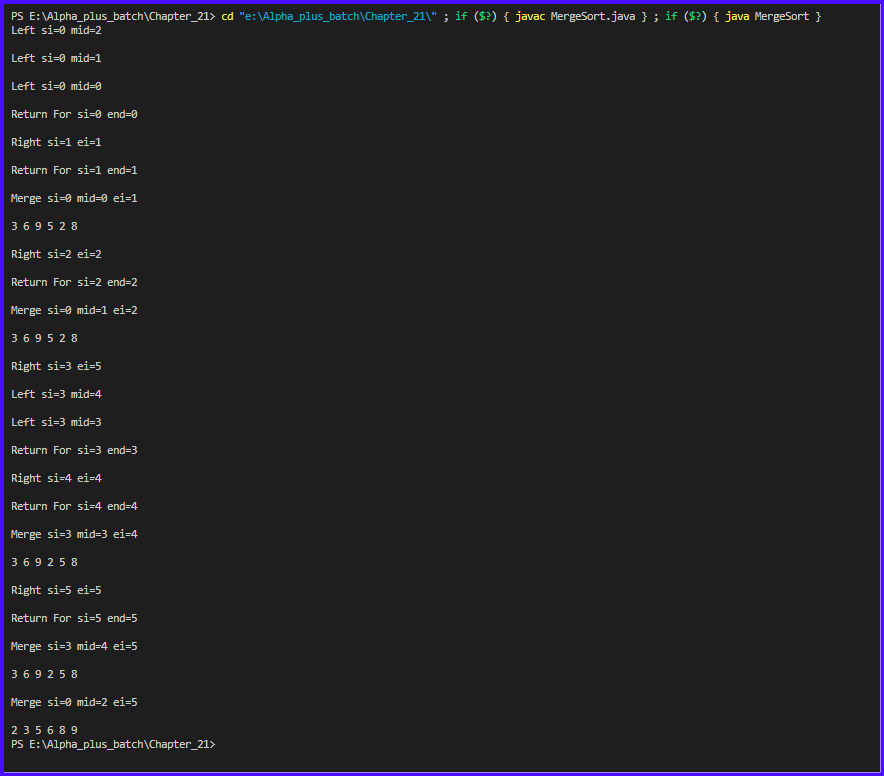 PS E:\Alpha_plus_batch\Chapter_21> cd "e:\Alpha_plus_batch\Chapter_21\" ; if ($?) { javac MergeSort.java } ; if ($?) { java MergeSort }
Left si=0 mid=2
Left si=0 mid=1
Left si=0 mid=0
Return For si=0 end=0
Right si=1 ei=1
Return For si=1 end=1
Merge si=0 mid=0 ei=1
3 6 9 5 2 8
Right si=2 ei=2
Return For si=2 end=2
Merge si=0 mid=1 ei=2
3 6 9 5 2 8
Right si=3 ei=5
Left si=3 mid=4
Left si=3 mid=3
Return For si=3 end=3
Right si=4 ei=4
Return For si=4 end=4
Merge si=3 mid=3 ei=4
3 6 9 2 5 8
Right si=5 ei=5
Return For si=5 end=5
Merge si=3 mid=4 ei=5
3 6 9 2 5 8
Merge si=0 mid=2 ei=5
2 3 5 6 8 9
PS E:\Alpha_plus_batch\Chapter_21>